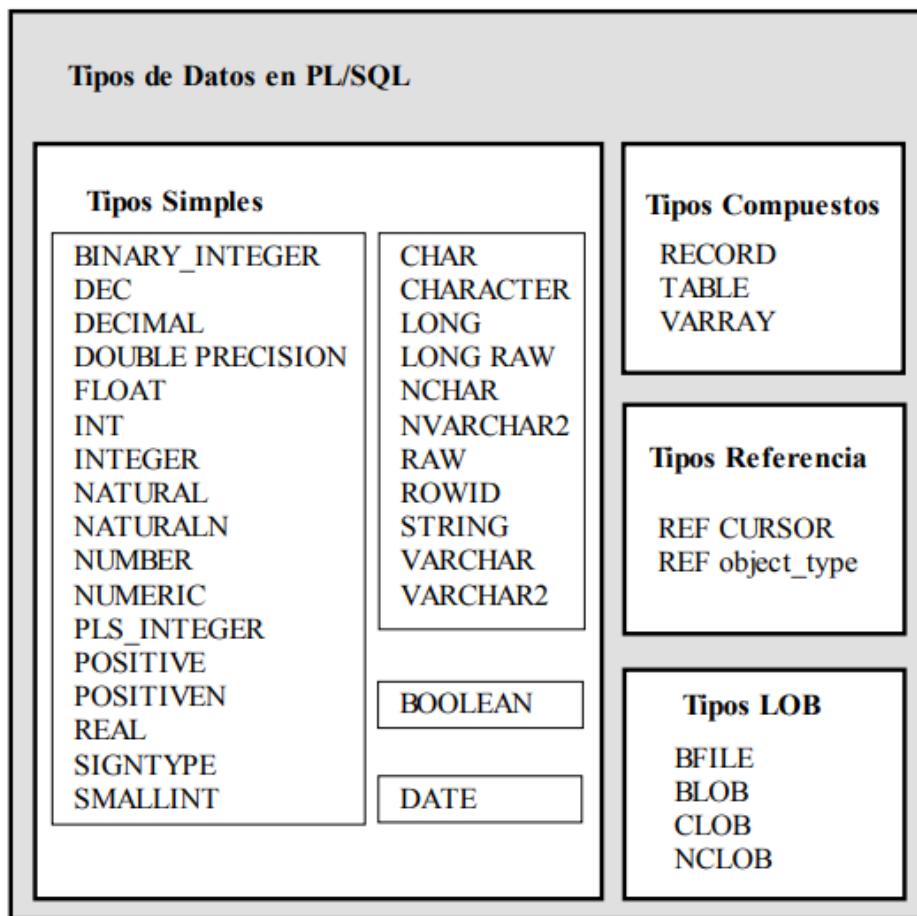 Tipos de Datos en PL/SQL
Tipos Simples
BINARY_INTEGER
DEC
DECIMAL
DOUBLE PRECISION
FLOAT
INT
INTEGER
NATURAL
NATURALN
NUMBER
NUMERIC
PLS_INTEGER
POSITIVE
POSITIVEN
REAL
SIGNTYPE
SMALLINT
CHAR
CHARACTER
LONG
LONG RAW
NCHAR
NVARCHAR2
RAW
ROWID
STRING
VARCHAR
VARCHAR2
BOOLEAN
DATE
Tipos Compuestos
RECORD
TABLE
VARRAY
Tipos Referencia
REF CURSOR
REF object_type
Tipos LOB
BFILE
BLOB
CLOB
NCLOB